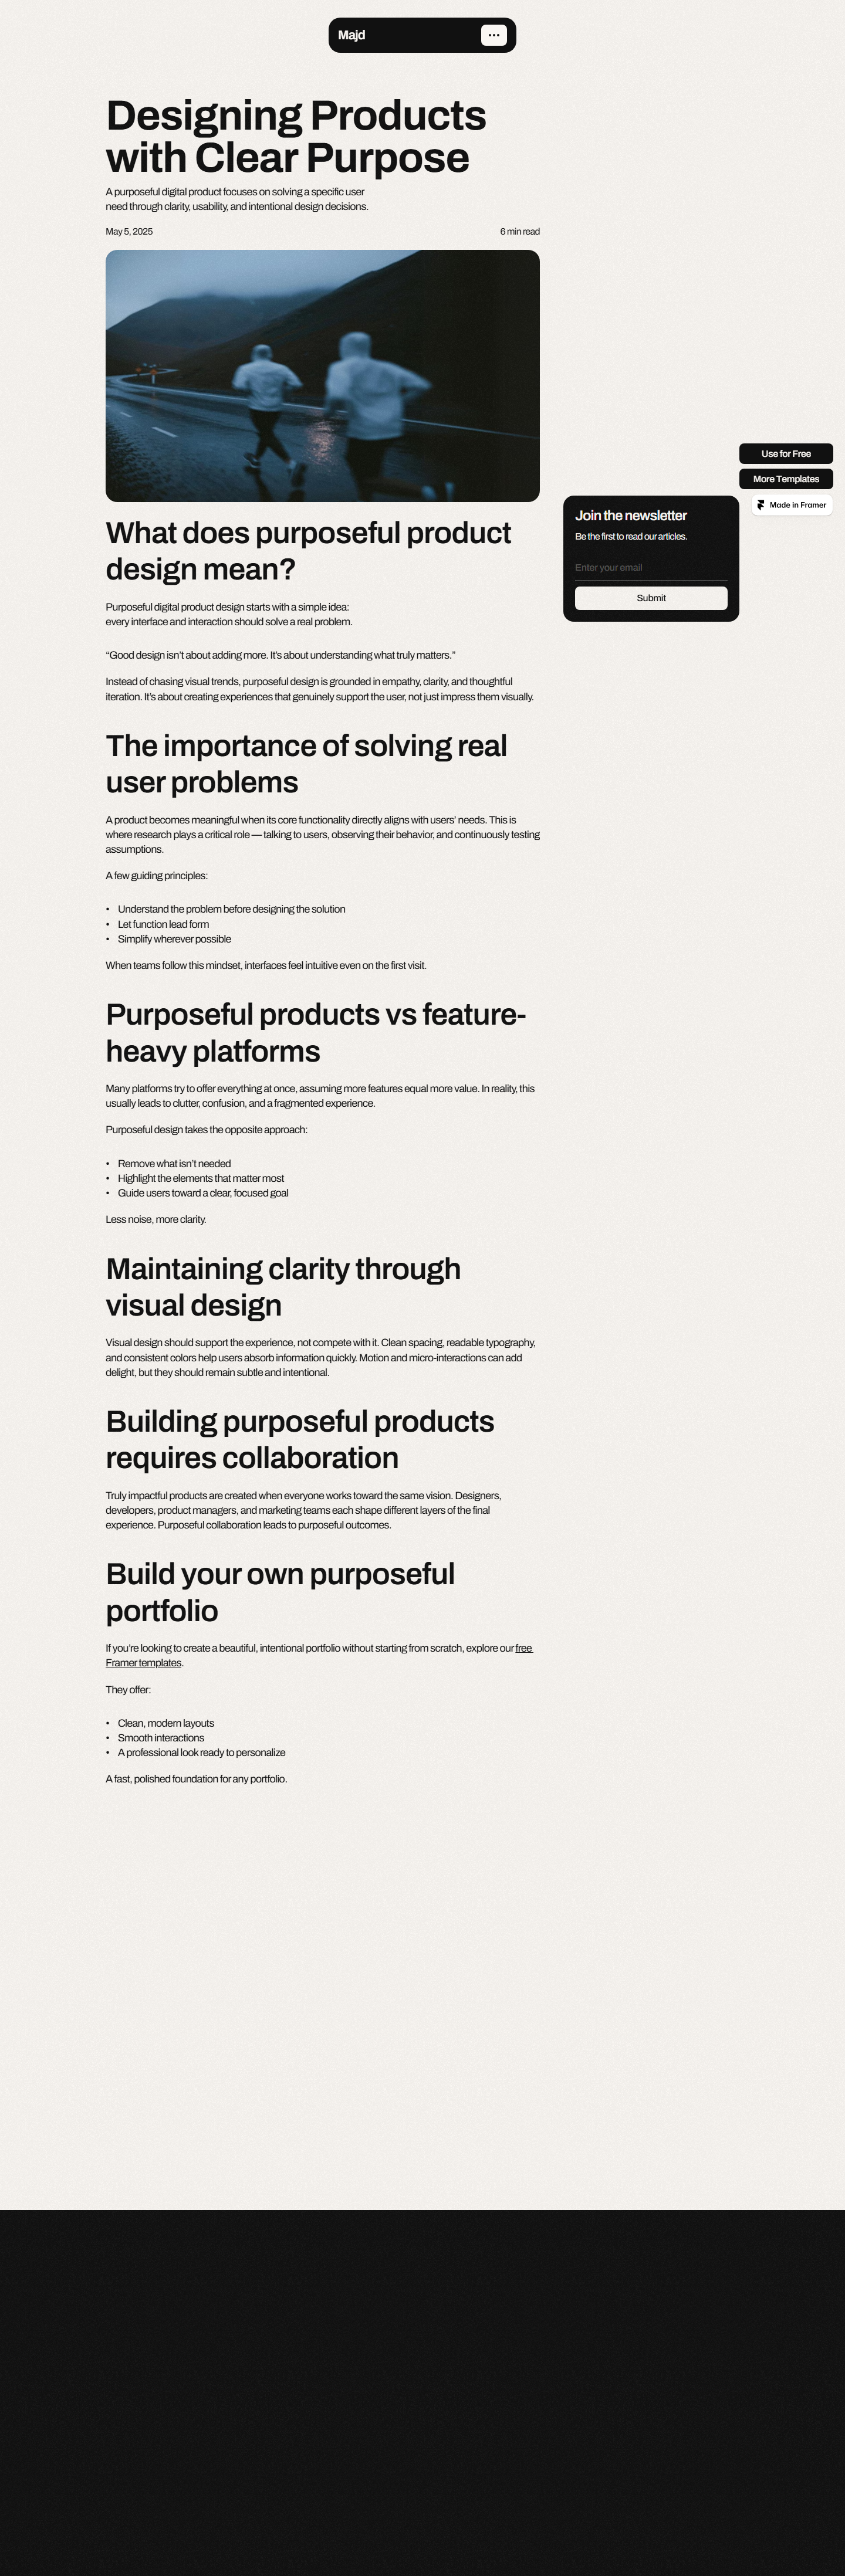 Majd
Designing Products
with Clear Purpose
A purposeful digital product focuses on solving a specific user
need through clarity, usability, and intentional design decisions.
May 5, 2025
6 min read
Use for Free
More Templates
Made in Framer
Join the newsletter
Be the first to read our articles.
Enter your email
Submit
What does purposeful product
design mean?
Purposeful digital product design starts with a simple idea:
every interface and interaction should solve a real problem.
“Good design isn’t about adding more. It’s about understanding what truly matters.”
Instead of chasing visual trends, purposeful design is grounded in empathy, clarity, and thoughtful
iteration. It’s about creating experiences that genuinely support the user, not just impress them visually.
The importance of solving real
user problems
A product becomes meaningful when its core functionality directly aligns with users’ needs. This is
where research plays a critical role — talking to users, observing their behavior, and continuously testing
assumptions.
A few guiding principles:
• Understand the problem before designing the solution
• Let function lead form
• Simplify wherever possible
When teams follow this mindset, interfaces feel intuitive even on the first visit.
Purposeful products vs feature-
heavy platforms
Many platforms try to offer everything at once, assuming more features equal more value. In reality, this
usually leads to clutter, confusion, and a fragmented experience.
Purposeful design takes the opposite approach:
• Remove what isn’t needed
• Highlight the elements that matter most
• Guide users toward a clear, focused goal
Less noise, more clarity.
Maintaining clarity through
visual design
Visual design should support the experience, not compete with it. Clean spacing, readable typography,
and consistent colors help users absorb information quickly. Motion and micro-interactions can add
delight, but they should remain subtle and intentional.
Building purposeful products
requires collaboration
Truly impactful products are created when everyone works toward the same vision. Designers,
developers, product managers, and marketing teams each shape different layers of the final
experience. Purposeful collaboration leads to purposeful outcomes.
Build your own purposeful
portfolio
If you’re looking to create a beautiful, intentional portfolio without starting from scratch, explore our free
Framer templates.
They offer:
• Clean, modern layouts
• Smooth interactions
• A professional look ready to personalize
A fast, polished foundation for any portfolio.